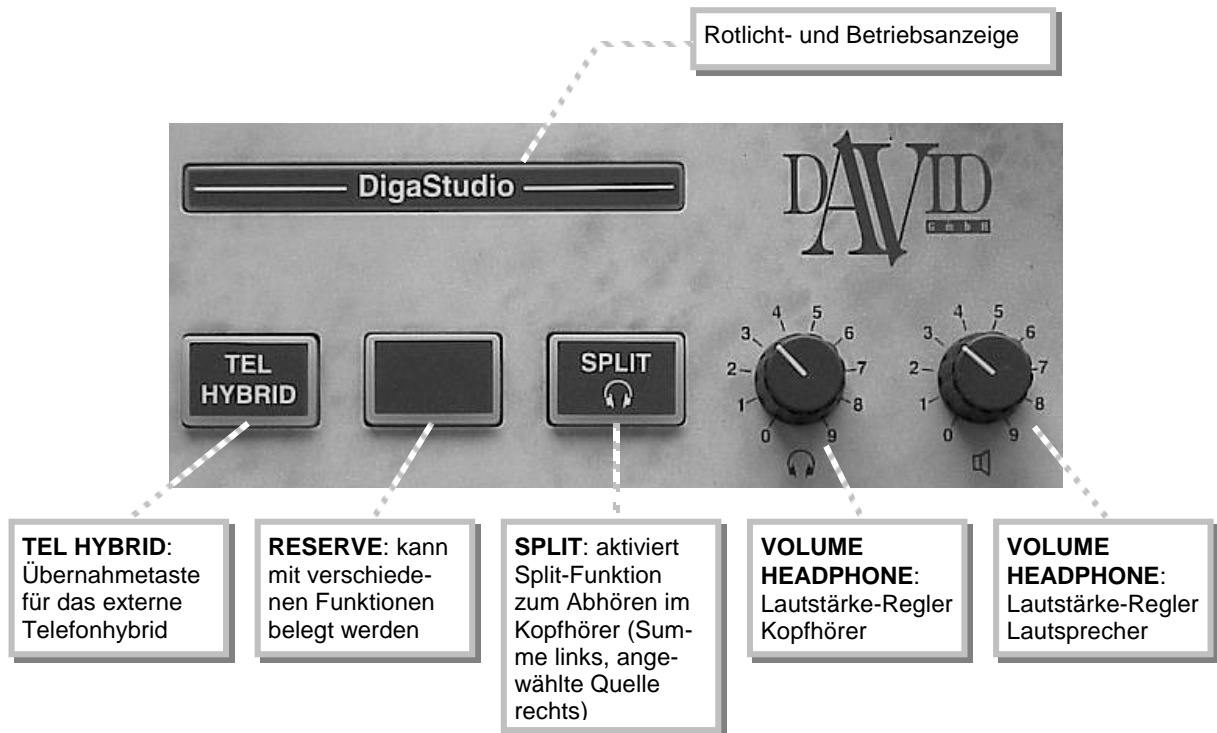 Rotlicht- und Betriebsanzeige
DigaStudio
DAVID
GmbH
TEL
HYBRID
SPLIT
0 1 2 3 4 5 6 7 8 9
0 1 2 3 4 5 6 7 8 9
TEL HYBRID:
Übernahmetaste
für das externe
Telefonhybrid
RESERVE: kann
mit verschiede-
nen Funktionen
belegt werden
SPLIT: aktiviert
Split-Funktion
zum Abhören im
Kopfhörer (Sum-
me links, ange-
wählte Quelle
rechts)
VOLUME
HEADPHONE:
Lautstärke-Regler
Kopfhörer
VOLUME
HEADPHONE:
Lautstärke-Regler
Lautsprecher